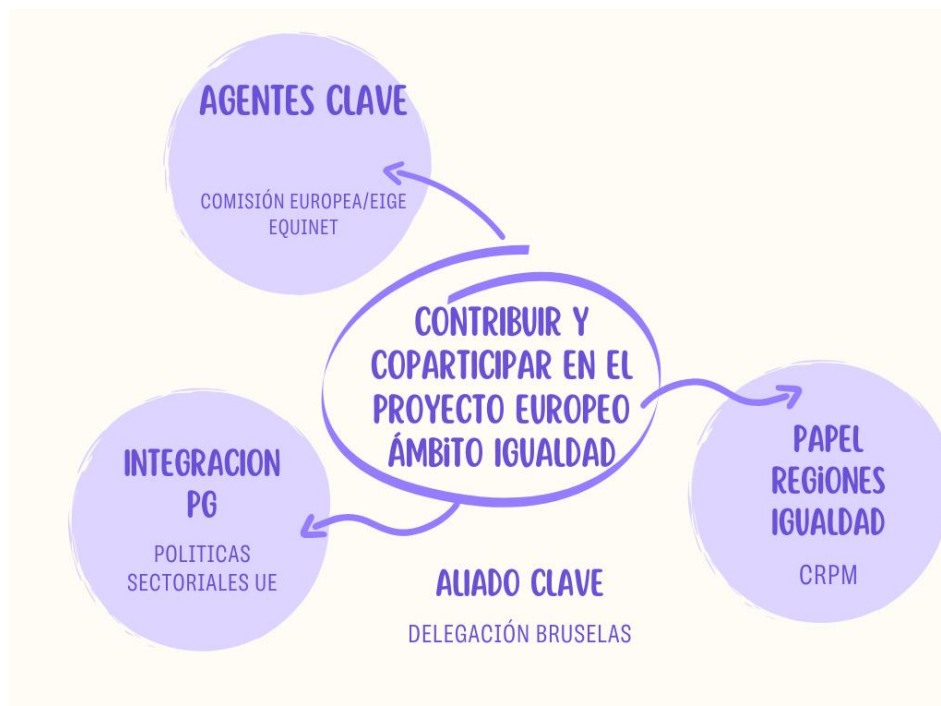 AGENTES CLAVE
COMISIÓN EUROPEA/EIGE
EQUINET
CONTRIBUIR Y
COPARTICIPAR EN EL
PROYECTO EUROPEO
ÁMBITO IGUALDAD
INTEGRACION
PG
POLITICAS
SECTORIALES UE
PAPEL
REGIONES
IGUALDAD
CRPM
ALIADO CLAVE
DELEGACIÓN BRUSELAS